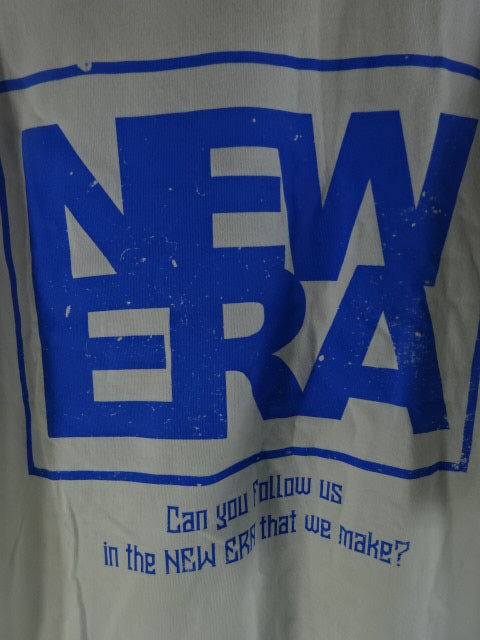 NEW
ERA
Can you follow us
in the NEW ERA that we make?